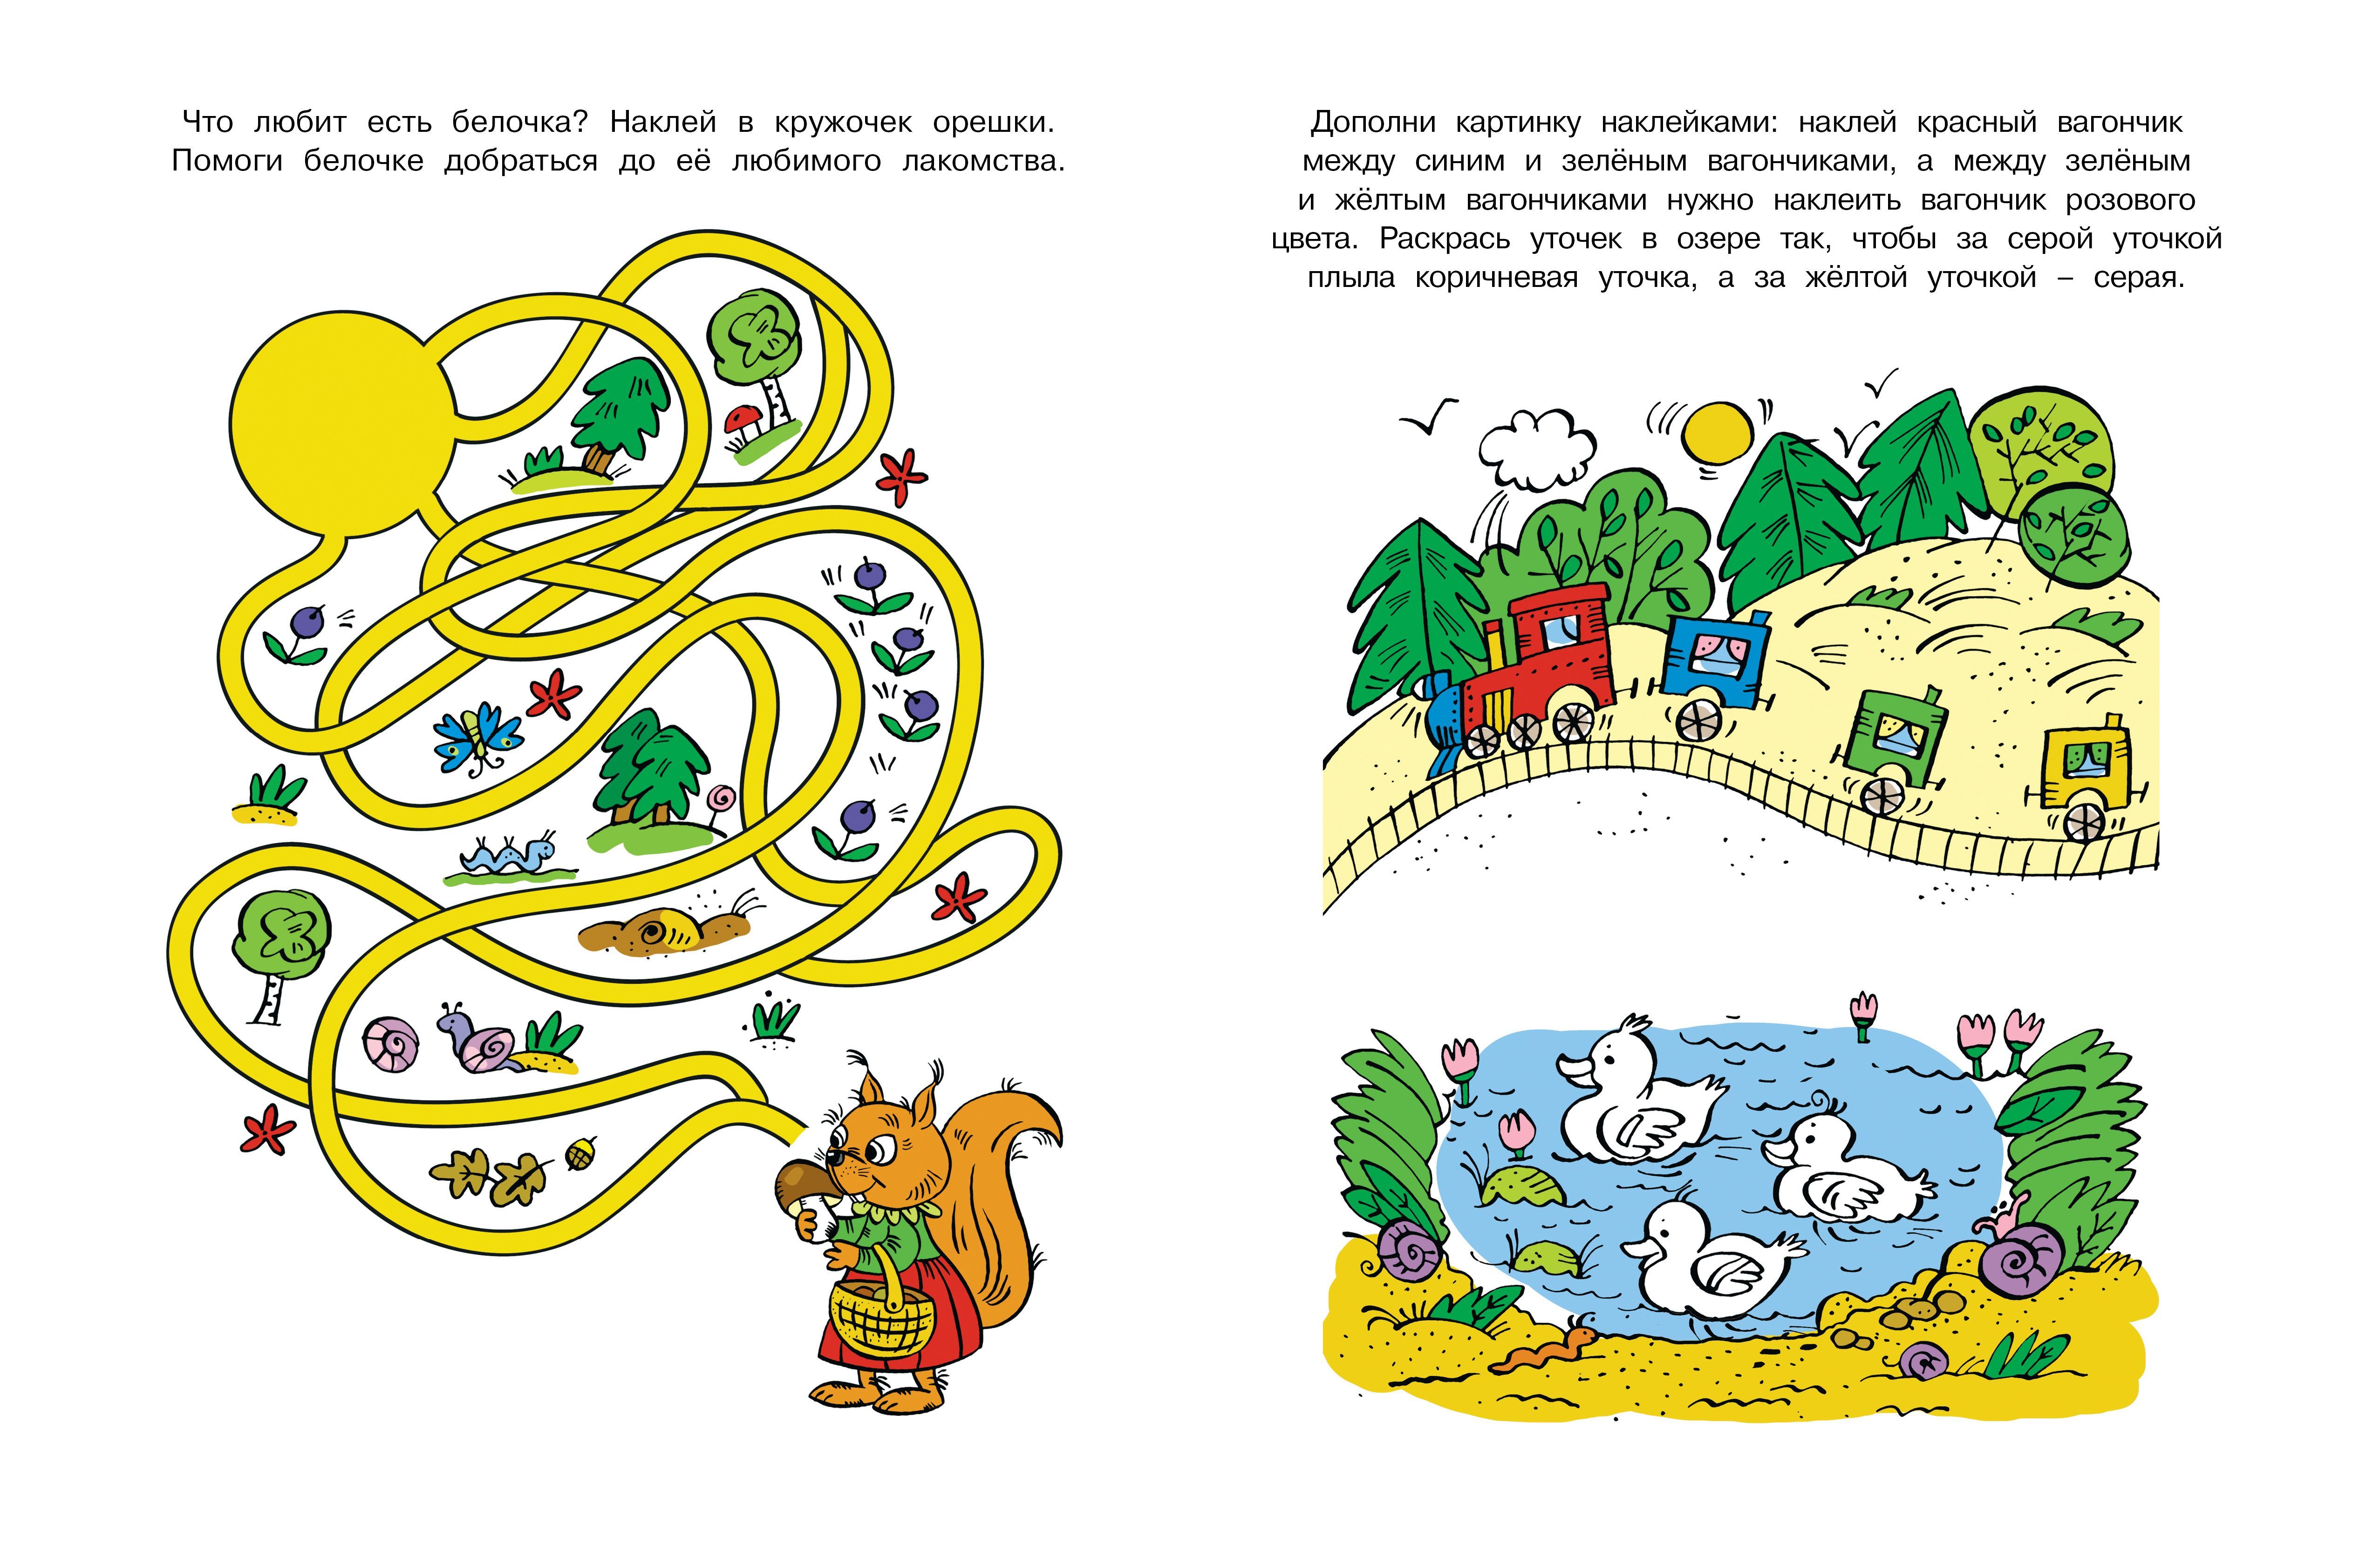 Что любит есть белочка? Наклей в кружочек орешки.
Помоги белочке добраться до её любимого лакомства.
Дополни картинку наклейками: наклей красный вагончик
между синим и зелёным вагончиками, а между зелёным
и жёлтым вагончиками нужно наклеить вагончик розового
цвета. Раскрась уточек в озере так, чтобы за серой уточкой
плыла коричневая уточка, а за жёлтой уточкой – серая.